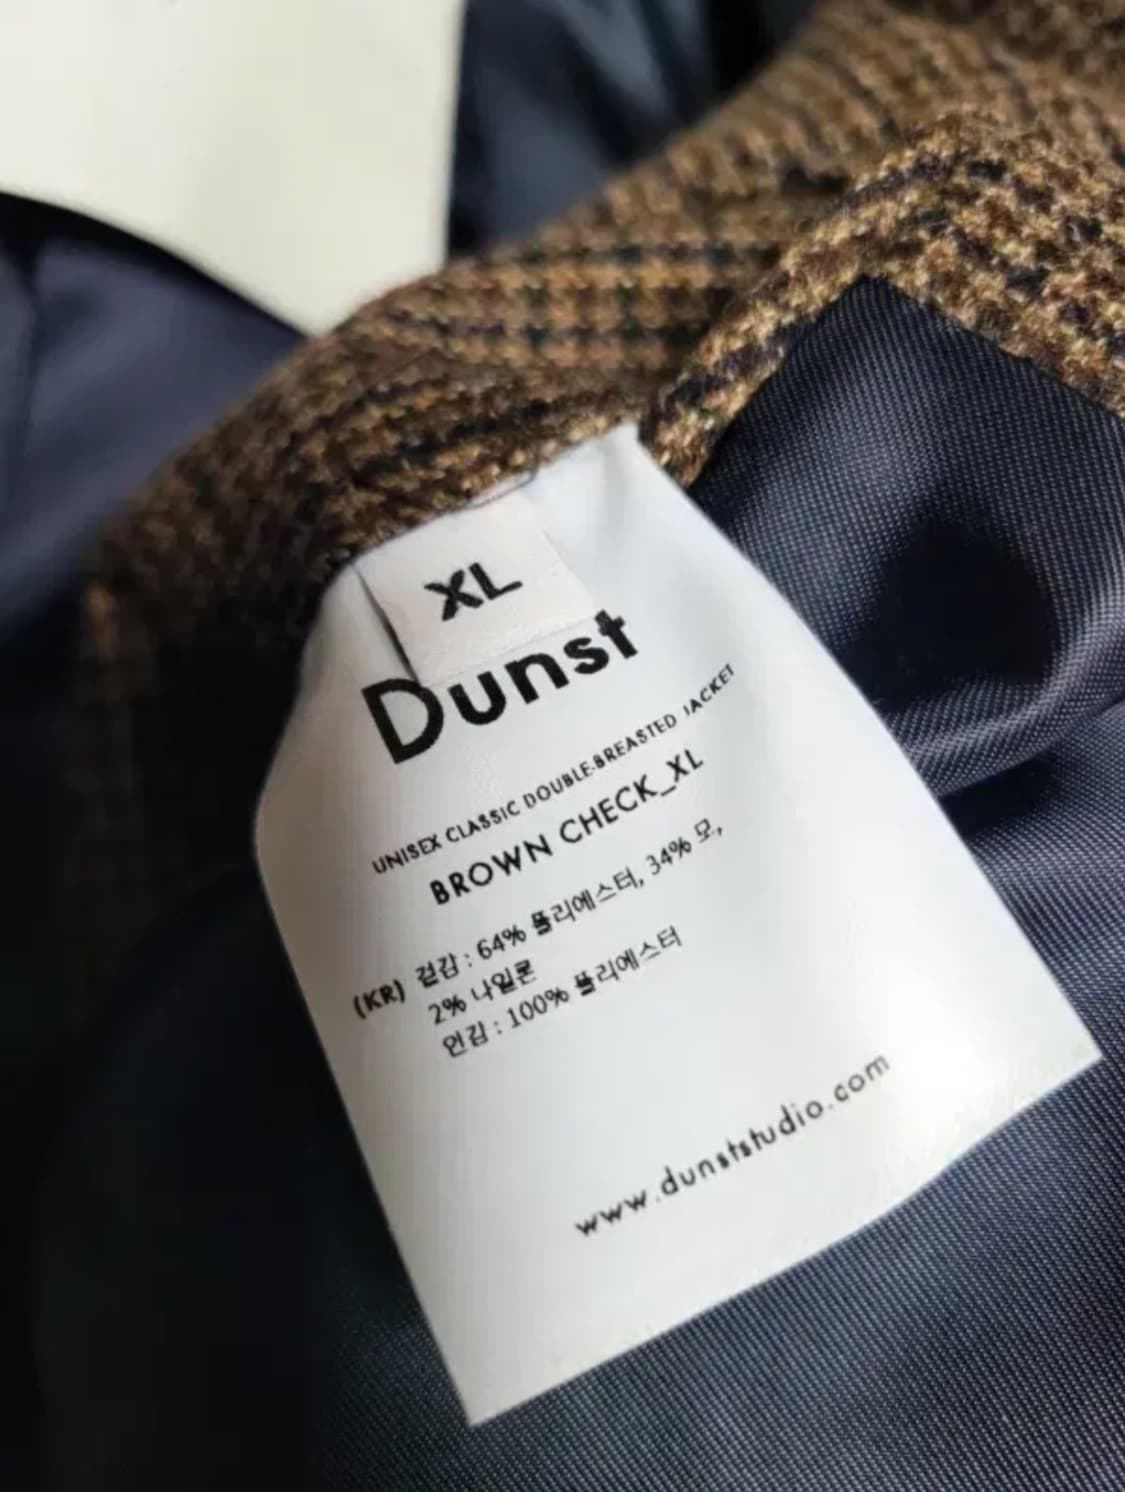 XL
Dunst
UNISEX CLASSIC DOUBLE-BREASTED JACKET
BROWN CHECK_XL
(KR) 겉감 : 64% 폴리에스터, 34% 모,
2% 나일론
안감 : 100% 폴리에스터
www.dunststudio.com